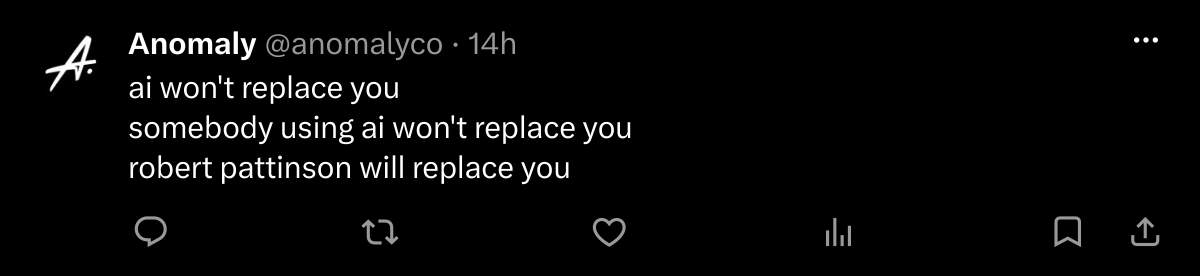 Anomaly @anomalyco · 14h
ai won't replace you
somebody using ai won't replace you
robert pattinson will replace you